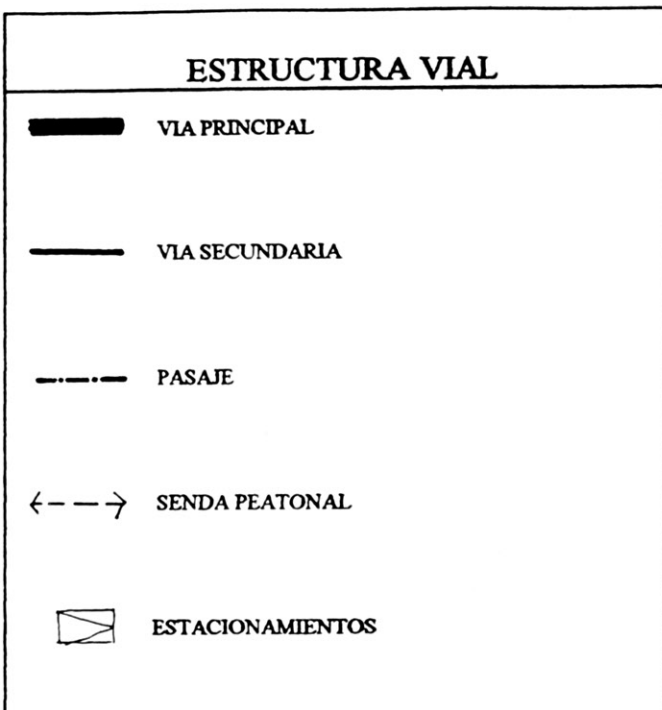 ESTRUCTURA VIAL
VIA PRINCIPAL
VIA SECUNDARIA
PASAJE
SENDA PEATONAL
ESTACIONAMIENTOS